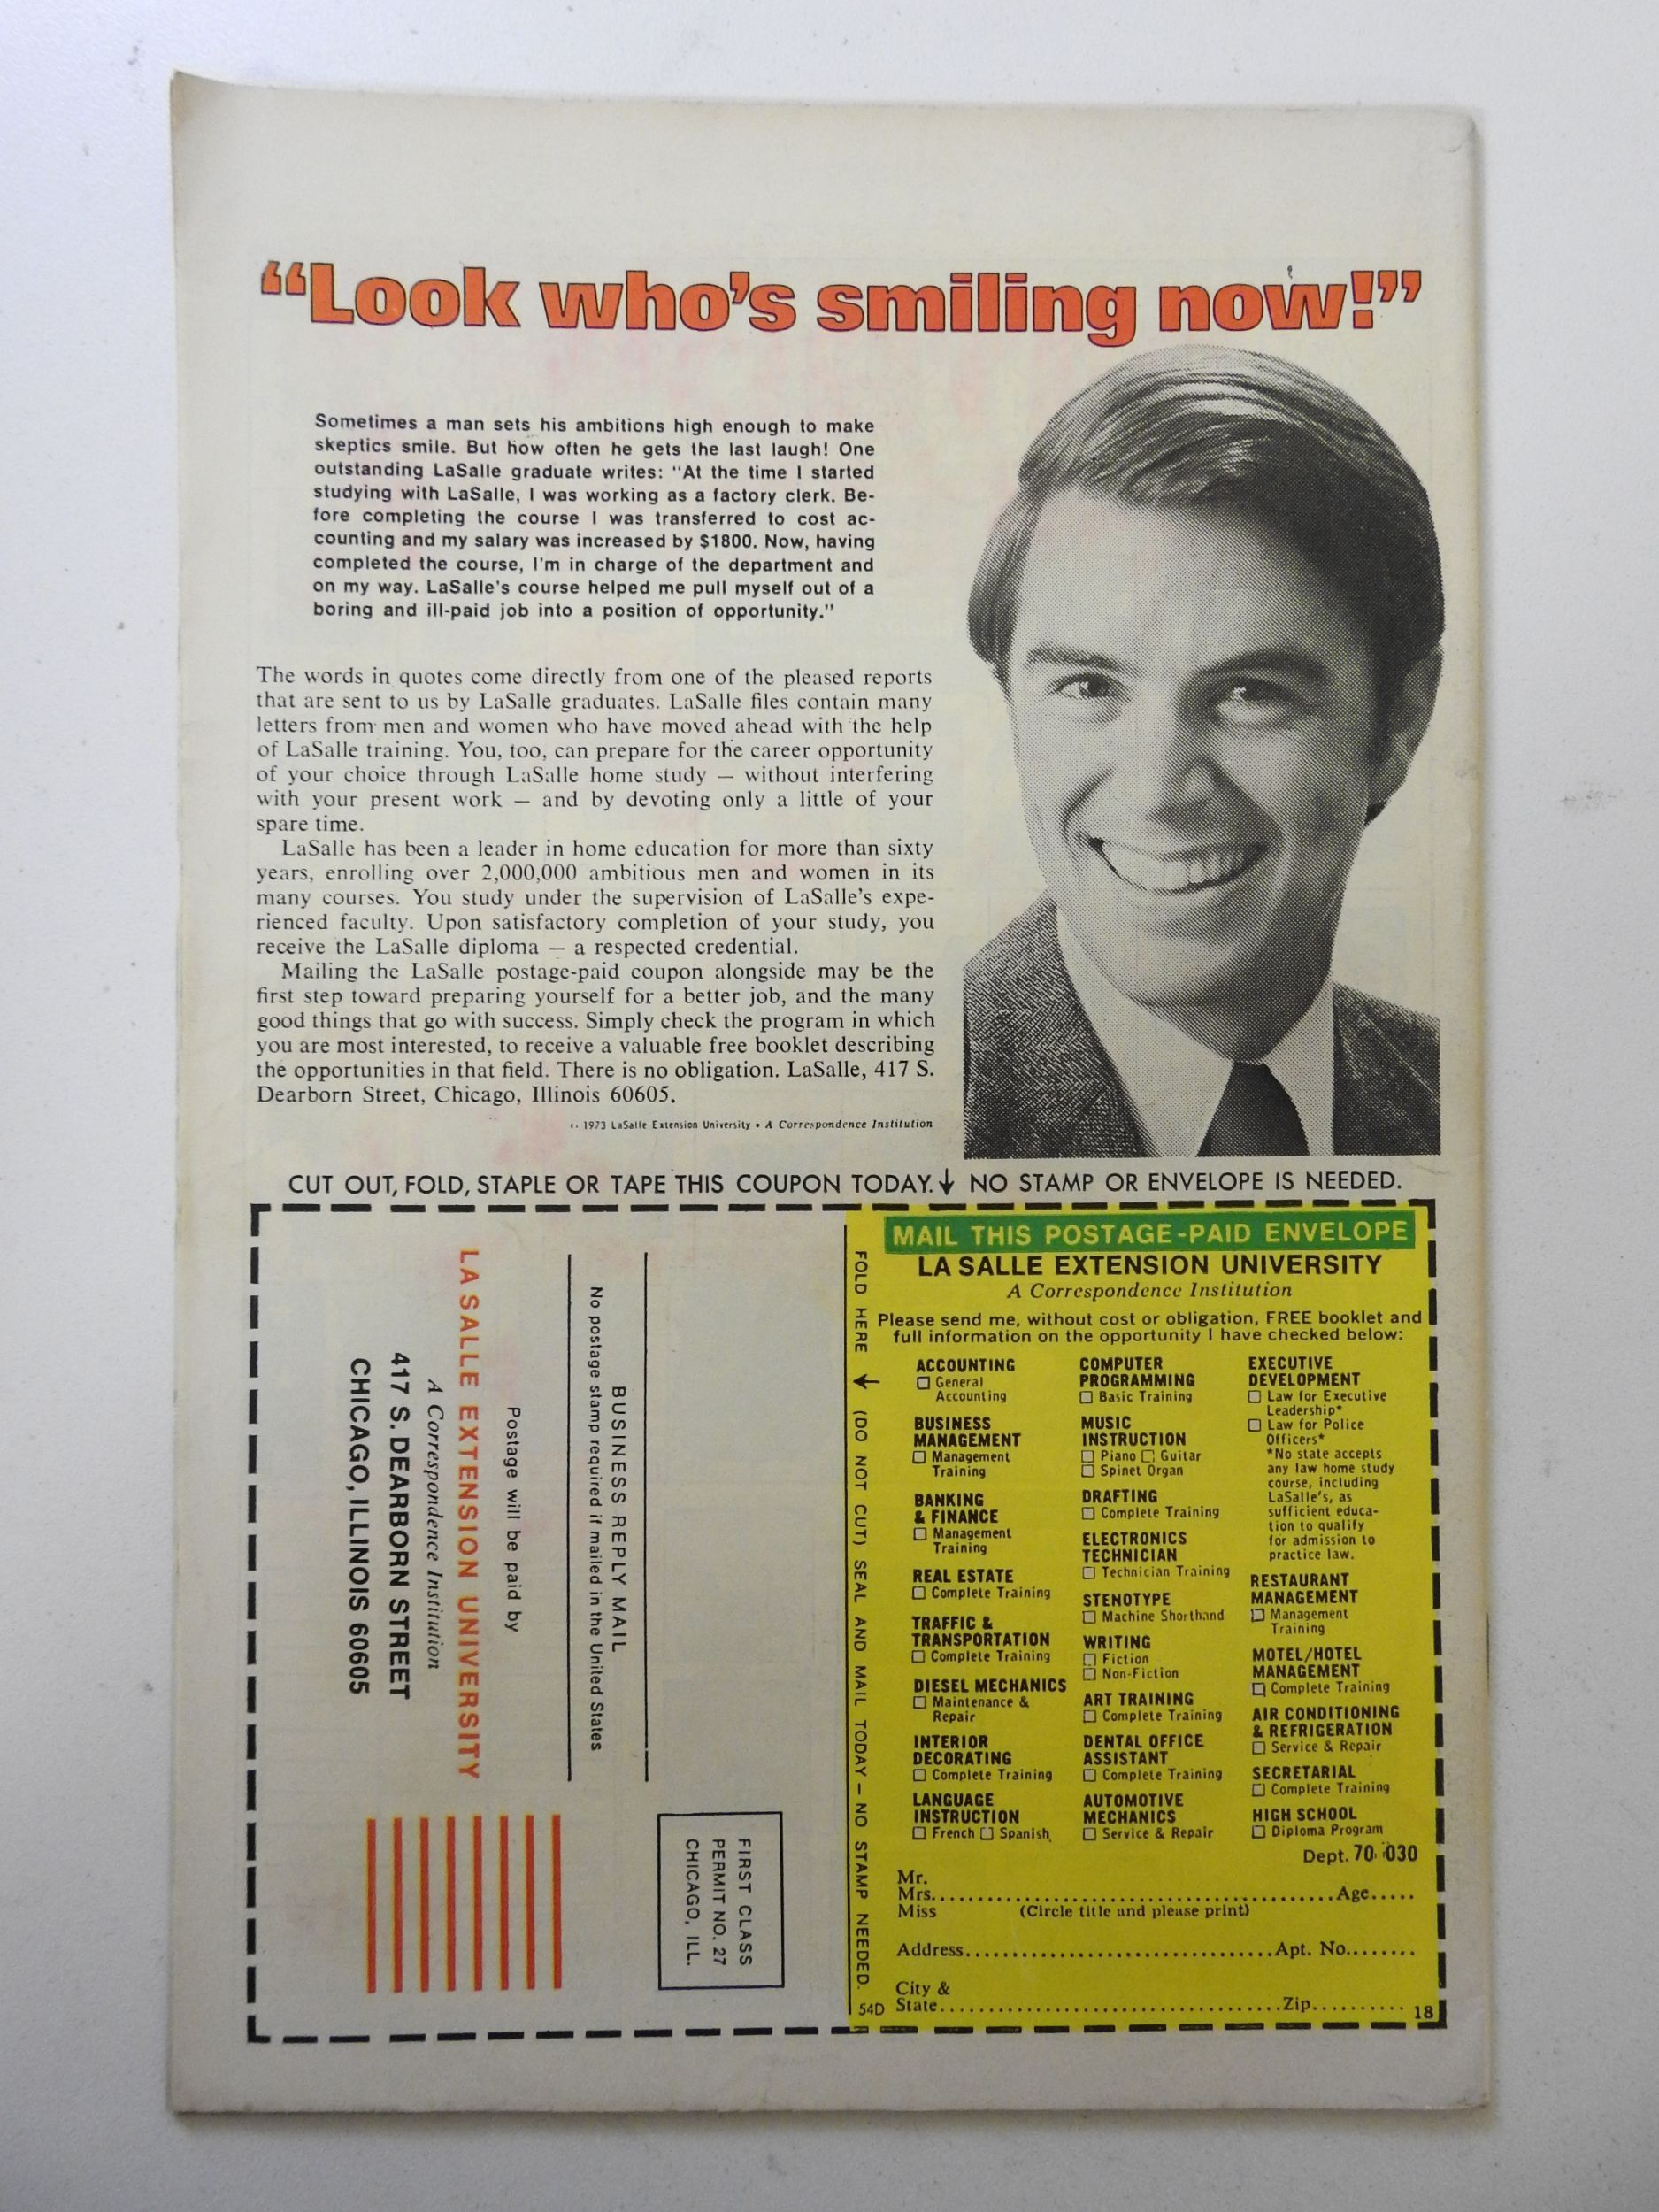 “Look who’s smiling now!”
Sometimes a man sets his ambitions high enough to make
skeptics smile. But how often he gets the last laugh! One
outstanding LaSalle graduate writes: “At the time I started
studying with LaSalle, I was working as a factory clerk. Be-
fore completing the course I was transferred to cost ac-
counting and my salary was increased by $1800. Now, having
completed the course, I'm in charge of the department and
on my way. LaSalle's course helped me pull myself out of a
boring and ill-paid job into a position of opportunity.”
The words in quotes come directly from one of the pleased reports
that are sent to us by LaSalle graduates. LaSalle files contain many
letters from men and women who have moved ahead with the help
of LaSalle training. You, too, can prepare for the career opportunity
of your choice through LaSalle home study — without interfering
with your present work — and by devoting only a little of your
spare time.
LaSalle has been a leader in home education for more than sixty
years, enrolling over 2,000,000 ambitious men and women in its
many courses. You study under the supervision of LaSalle's expe-
rienced faculty. Upon satisfactory completion of your study, you
receive the LaSalle diploma — a respected credential.
Mailing the LaSalle postage-paid coupon alongside may be the
first step toward preparing yourself for a better job, and the many
good things that go with success. Simply check the program in which
you are most interested, to receive a valuable free booklet describing
the opportunities in that field. There is no obligation. LaSalle, 417 S.
Dearborn Street, Chicago, Illinois 60605.
1973 LaSalle Extension University • A Correspondence Institution
CUT OUT, FOLD, STAPLE OR TAPE THIS COUPON TODAY.↓ NO STAMP OR ENVELOPE IS NEEDED.
FIRST CLASS
PERMIT NO. 27
CHICAGO, ILL.
BUSINESS REPLY MAIL
No postage stamp required if mailed in the United States
Postage will be paid by
LA SALLE EXTENSION UNIVERSITY
A Correspondence Institution
417 S. DEARBORN STREET
CHICAGO, ILLINOIS 60605
FOLD HERE ↓ (DO NOT CUT) SEAL AND MAIL TODAY — NO STAMP NEEDED.
MAIL THIS POSTAGE-PAID ENVELOPE
LA SALLE EXTENSION UNIVERSITY
A Correspondence Institution
Please send me, without cost or obligation, FREE booklet and
full information on the opportunity I have checked below:
ACCOUNTING
☐ General
Accounting
BUSINESS
MANAGEMENT
☐ Management
Training
BANKING
& FINANCE
☐ Management
Training
REAL ESTATE
☐ Complete Training
TRAFFIC &
TRANSPORTATION
☐ Complete Training
DIESEL MECHANICS
☐ Maintenance &
Repair
INTERIOR
DECORATING
☐ Complete Training
LANGUAGE
INSTRUCTION
☐ French ☐ Spanish
COMPUTER
PROGRAMMING
☐ Basic Training
MUSIC
INSTRUCTION
☐ Piano ☐ Guitar
☐ Spinet Organ
DRAFTING
☐ Complete Training
ELECTRONICS
TECHNICIAN
☐ Technician Training
STENOTYPE
☐ Machine Shorthand
WRITING
☐ Fiction
☐ Non-Fiction
ART TRAINING
☐ Complete Training
DENTAL OFFICE
ASSISTANT
☐ Complete Training
AUTOMOTIVE
MECHANICS
☐ Service & Repair
EXECUTIVE
DEVELOPMENT
☐ Law for Executive
Leadership*
☐ Law for Police
Officers*
*No state accepts
any law home study
course, including
LaSalle's, as
sufficient educa-
tion to qualify
for admission to
practice law.
RESTAURANT
MANAGEMENT
☐ Management
Training
MOTEL/HOTEL
MANAGEMENT
☐ Complete Training
AIR CONDITIONING
& REFRIGERATION
☐ Service & Repair
SECRETARIAL
☐ Complete Training
HIGH SCHOOL
☐ Diploma Program
Dept. 70-030
Mr.
Mrs. Age
Miss (Circle title and please print)
Address Apt. No.
City &
54D State Zip 18